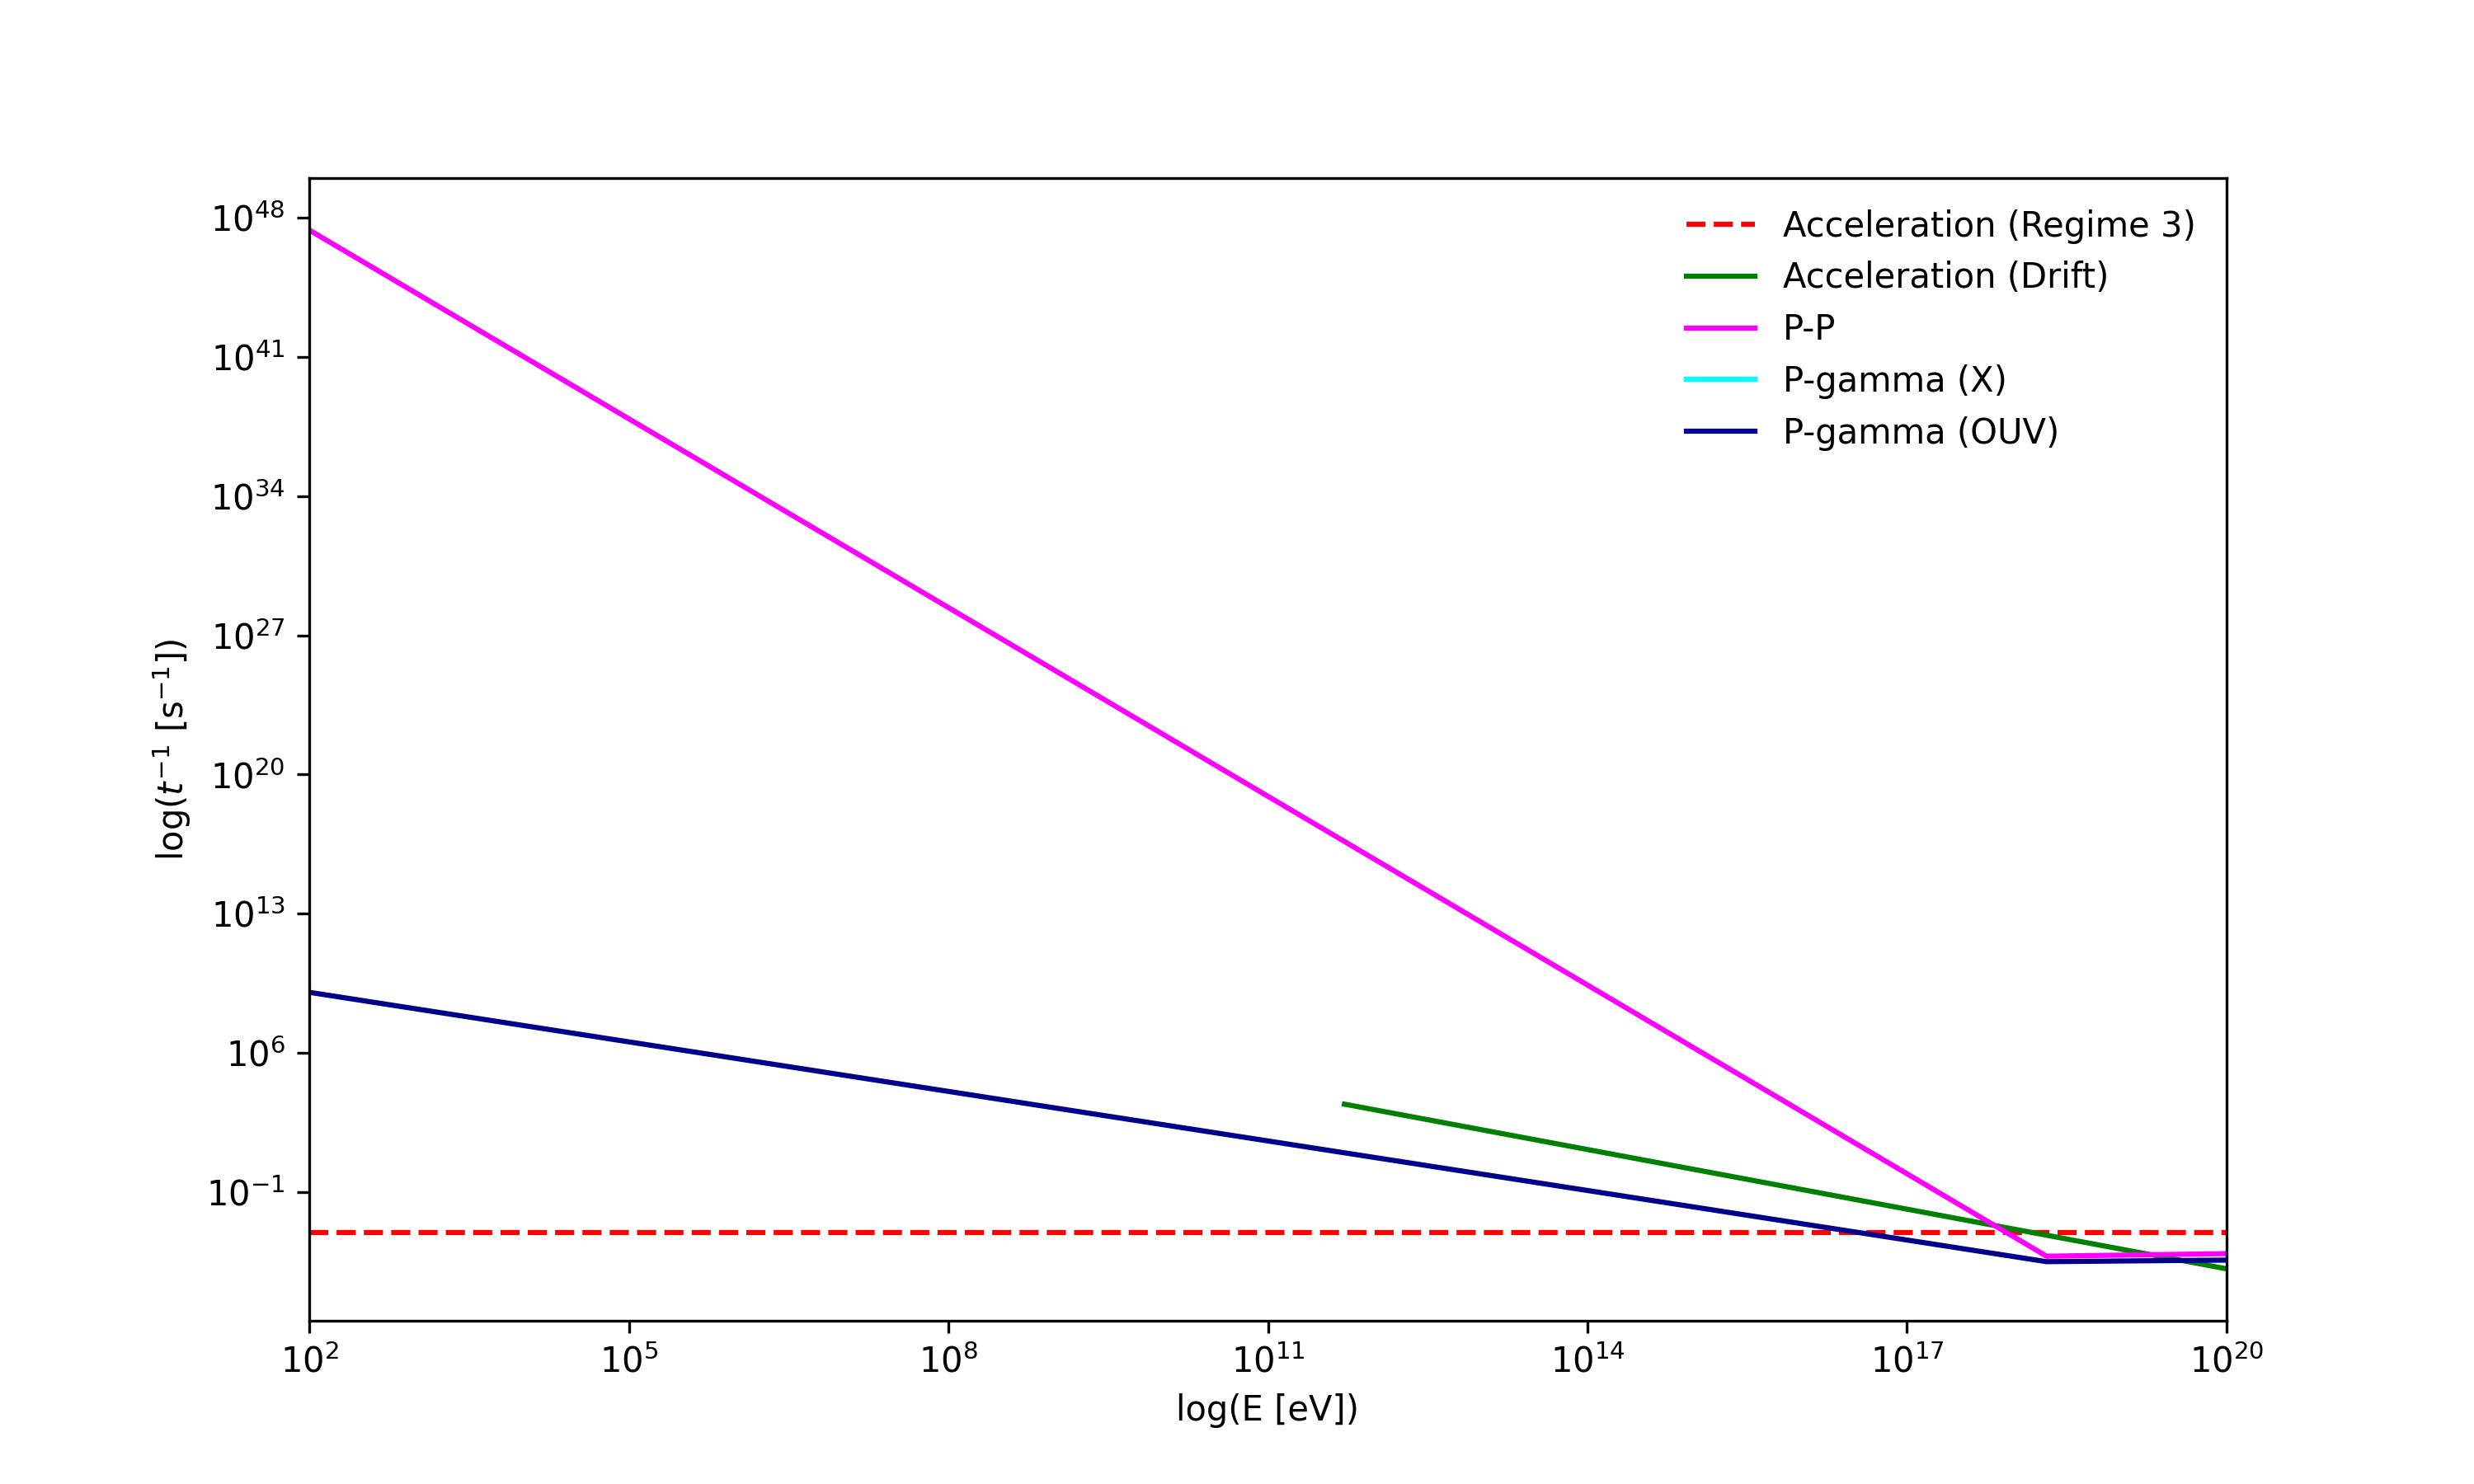 10^48
10^41
10^34
10^27
10^20
10^13
10^6
10^−1
log(t^−1 [s^−1])
Acceleration (Regime 3)
Acceleration (Drift)
P-P
P-gamma (X)
P-gamma (OUV)
10^2 10^5 10^8 10^11 10^14 10^17 10^20
log(E [eV])